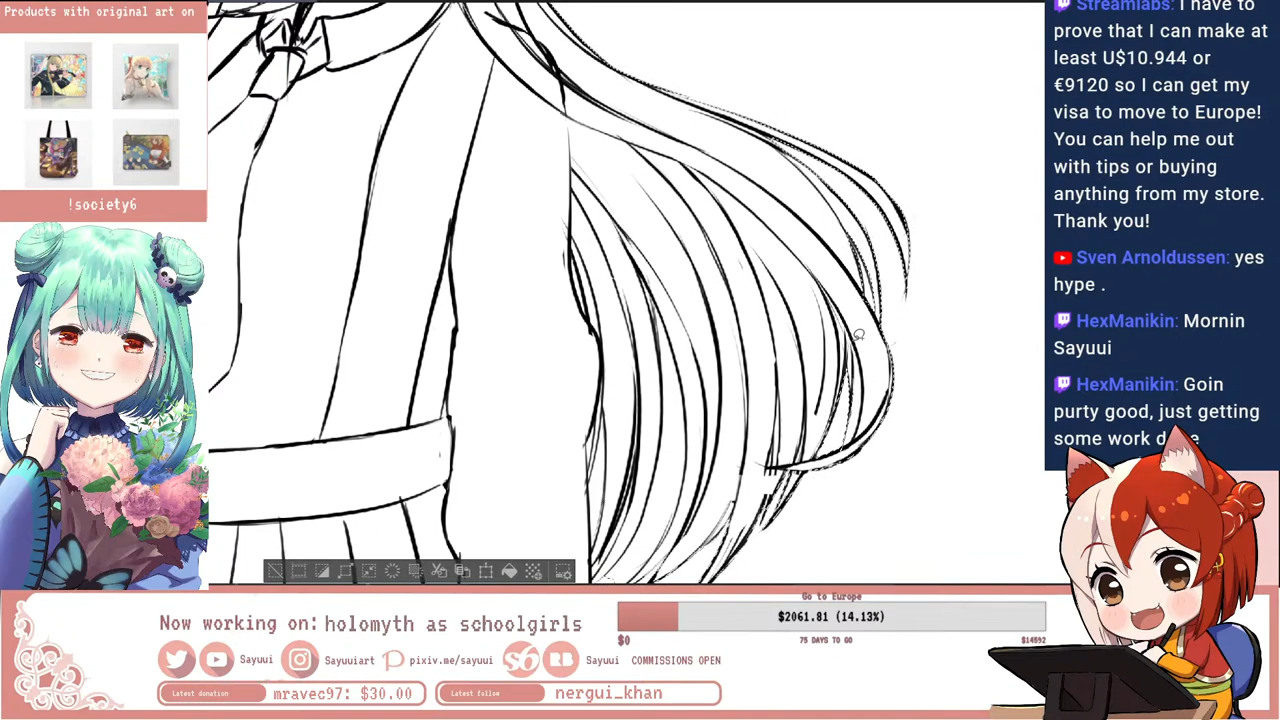 Products with original art on
!society6
Streamlabs: I have to
prove that I can make at
least U$10.944 or
€9120 so I can get my
visa to move to Europe!
You can help me out
with tips or buying
anything from my store.
Thank you!
Sven Arnoldussen: yes
hype .
HexManikin: Mornin
Sayuui
HexManikin: Goin
purty good, just getting
some work
Now working on: holomyth as schoolgirls
Sayuui
Sayuuiart
pixiv.me/sayuui
S6
RB
Sayuui
COMMISSIONS OPEN
Latest donation
mravec97: $30.00
Latest follow
nergui_khan
Go to Europe
$2061.81 (14.13%)
$0
75 DAYS TO GO
$14592